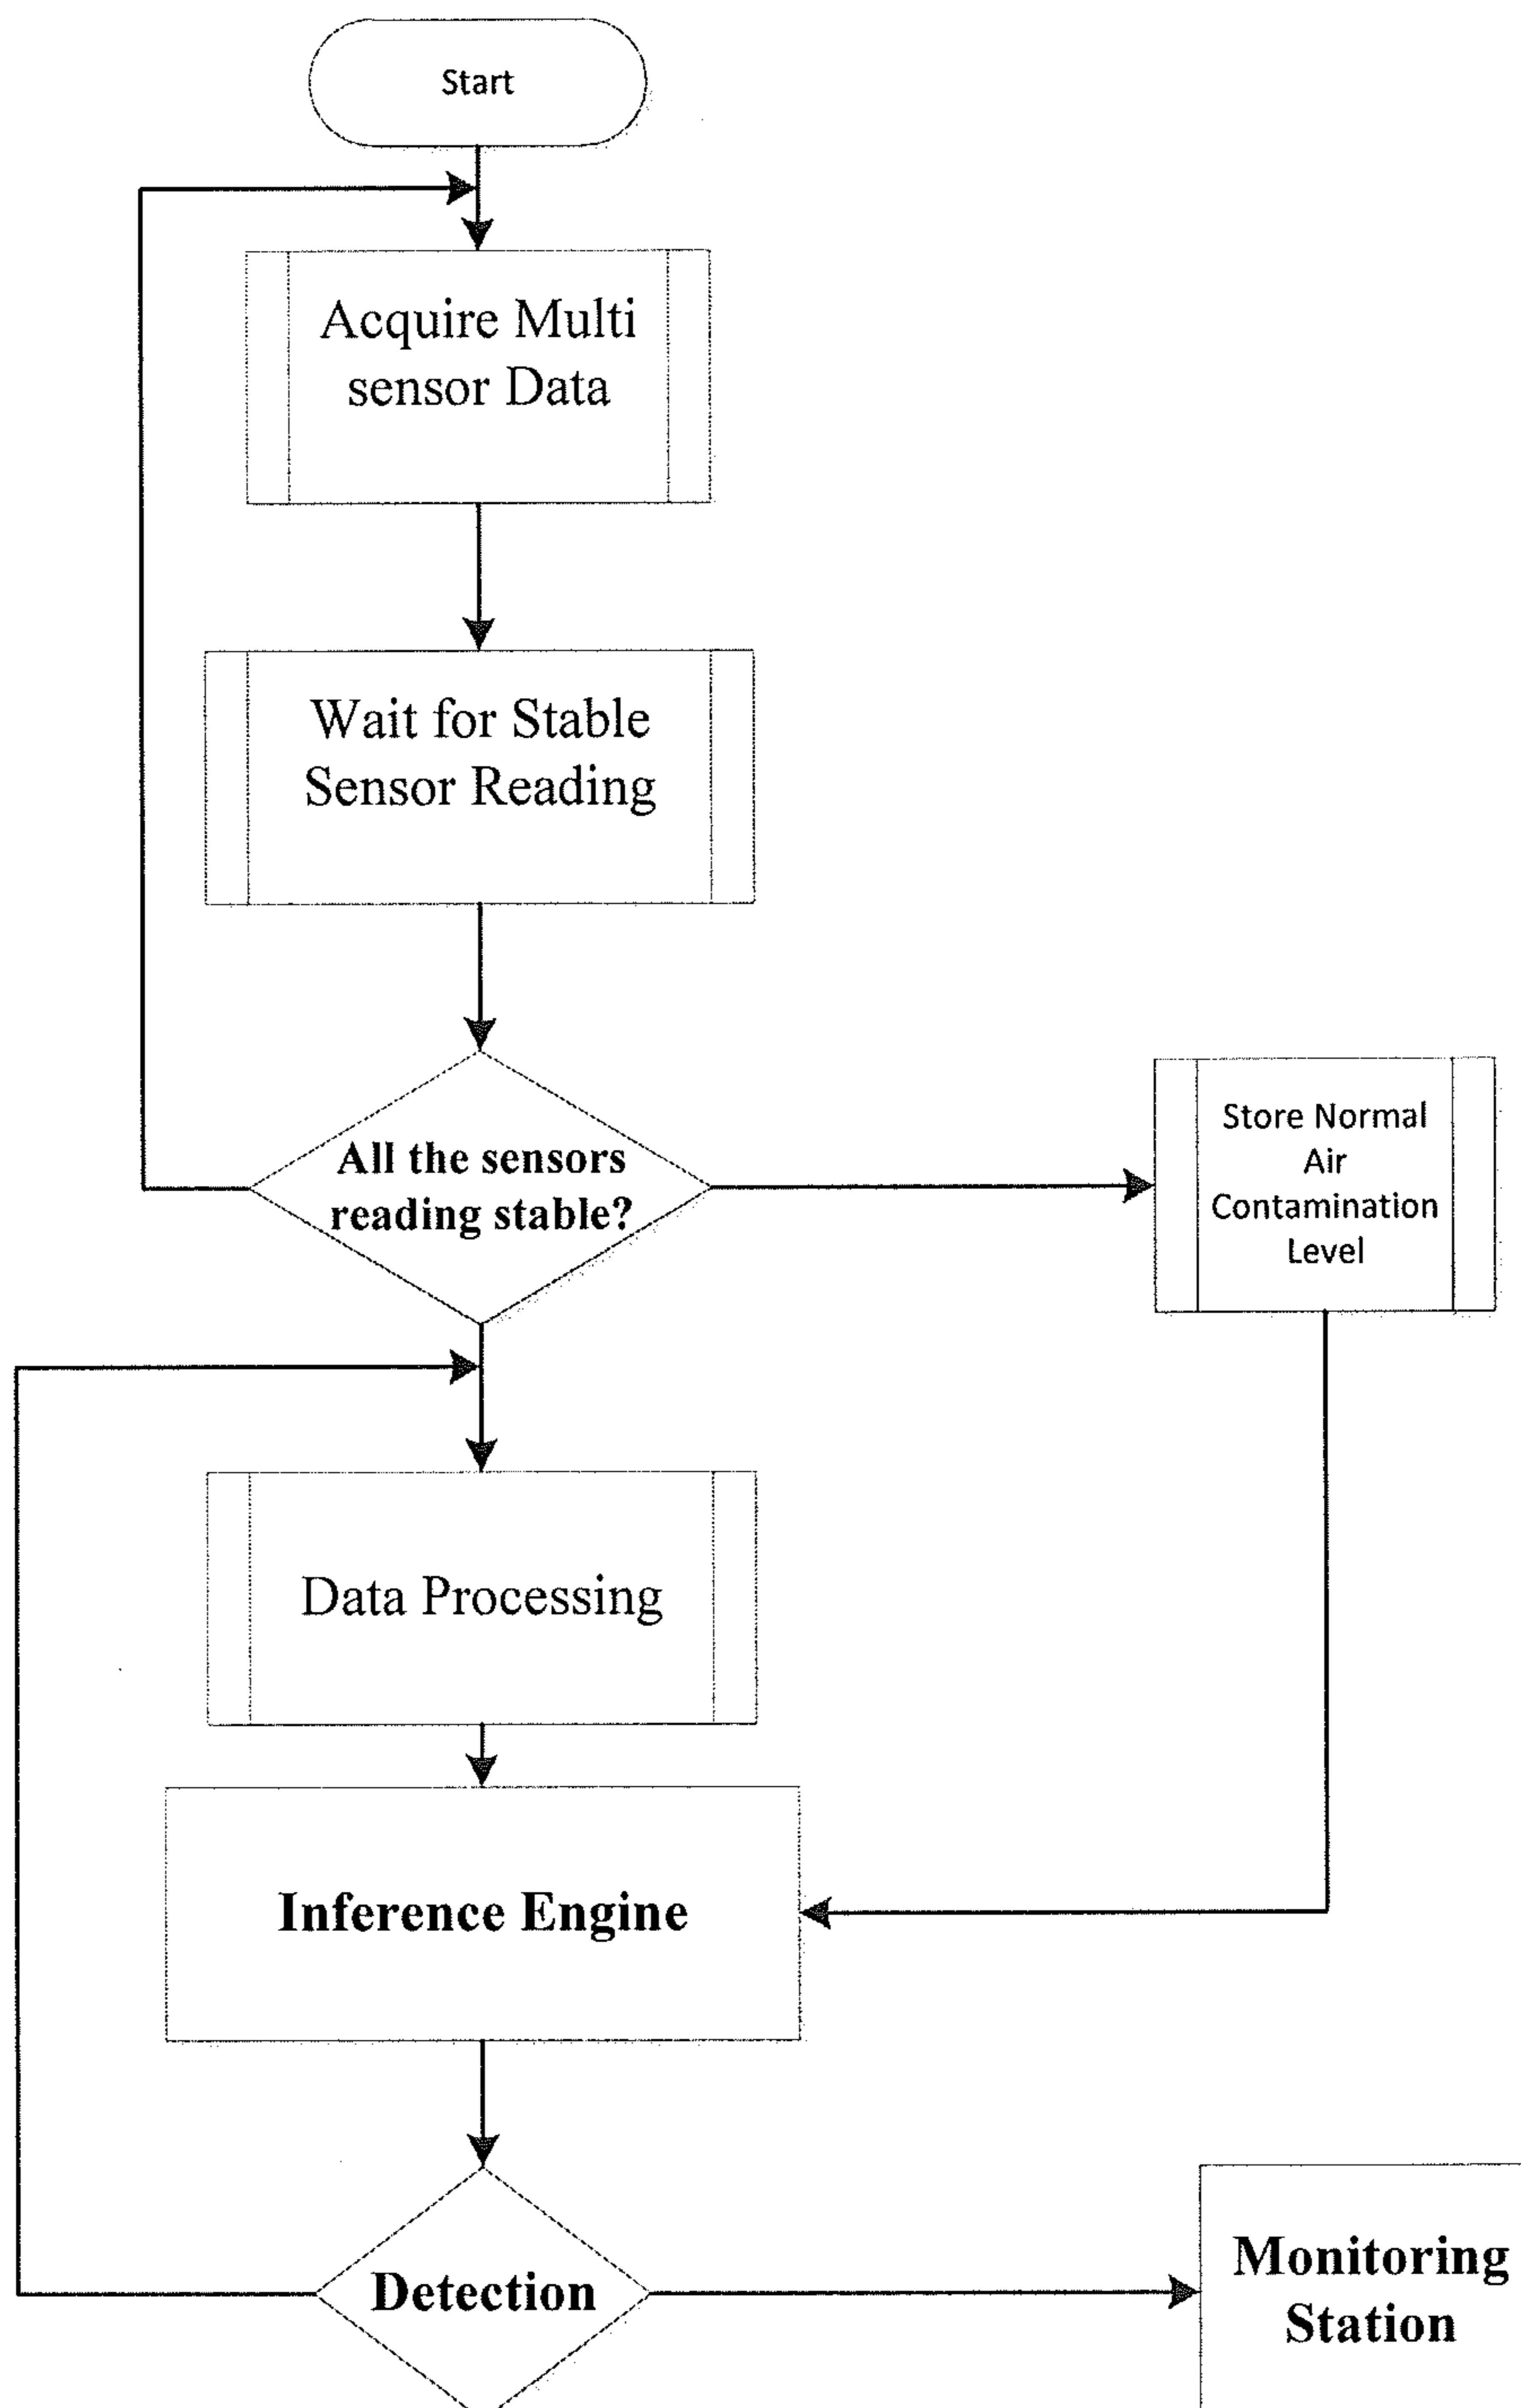 Start
Acquire Multi
sensor Data
Wait for Stable
Sensor Reading
All the sensors
reading stable?
Store Normal
Air
Contamination
Level
Data Processing
Inference Engine
Detection
Monitoring
Station